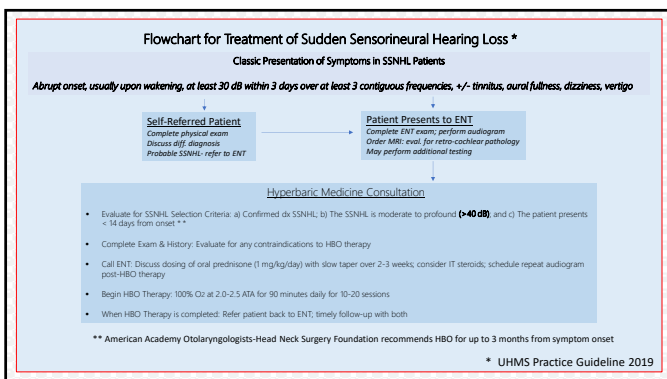 Flowchart for Treatment of Sudden Sensorineural Hearing Loss *
Classic Presentation of Symptoms in SSNHL Patients
Abrupt onset, usually upon wakening, at least 30 dB within 3 days over at least 3 contiguous frequencies, +/- tinnitus, aural fullness, dizziness, vertigo
Self-Referred Patient
Complete physical exam
Discuss diff. diagnosis
Probable SSNHL- refer to ENT
Patient Presents to ENT
Complete ENT exam; perform audiogram
Order MRI: eval. for retro-cochlear pathology
May perform additional testing
Hyperbaric Medicine Consultation
• Evaluate for SSNHL Selection Criteria: a) Confirmed dx SSNHL; b) The SSNHL is moderate to profound (>40 dB); and c) The patient presents
< 14 days from onset **
• Complete Exam & History: Evaluate for any contraindications to HBO therapy
• Call ENT: Discuss dosing of oral prednisone (1 mg/kg/day) with slow taper over 2-3 weeks; consider IT steroids; schedule repeat audiogram
post-HBO therapy
• Begin HBO Therapy: 100% O2 at 2.0-2.5 ATA for 90 minutes daily for 10-20 sessions
• When HBO Therapy is completed: Refer patient back to ENT; timely follow-up with both
** American Academy Otolaryngologists-Head Neck Surgery Foundation recommends HBO for up to 3 months from symptom onset
* UHMS Practice Guideline 2019